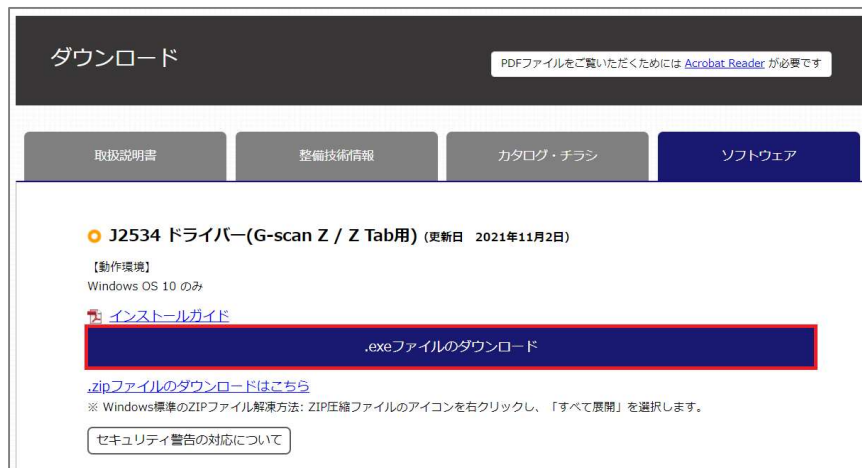 ダウンロード
PDFファイルをご覧いただくためには Acrobat Reader が必要です
取扱説明書
整備技術情報
カタログ・チラシ
ソフトウェア
J2534 ドライバー(G-scan Z / Z Tab用) (更新日 2021年11月2日)
【動作環境】
Windows OS 10 のみ
インストールガイド
.exeファイルのダウンロード
.zipファイルのダウンロードはこちら
※ Windows標準のZIPファイル解凍方法: ZIP圧縮ファイルのアイコンを右クリックし、「すべて展開」を選択します。
セキュリティ警告の対応について